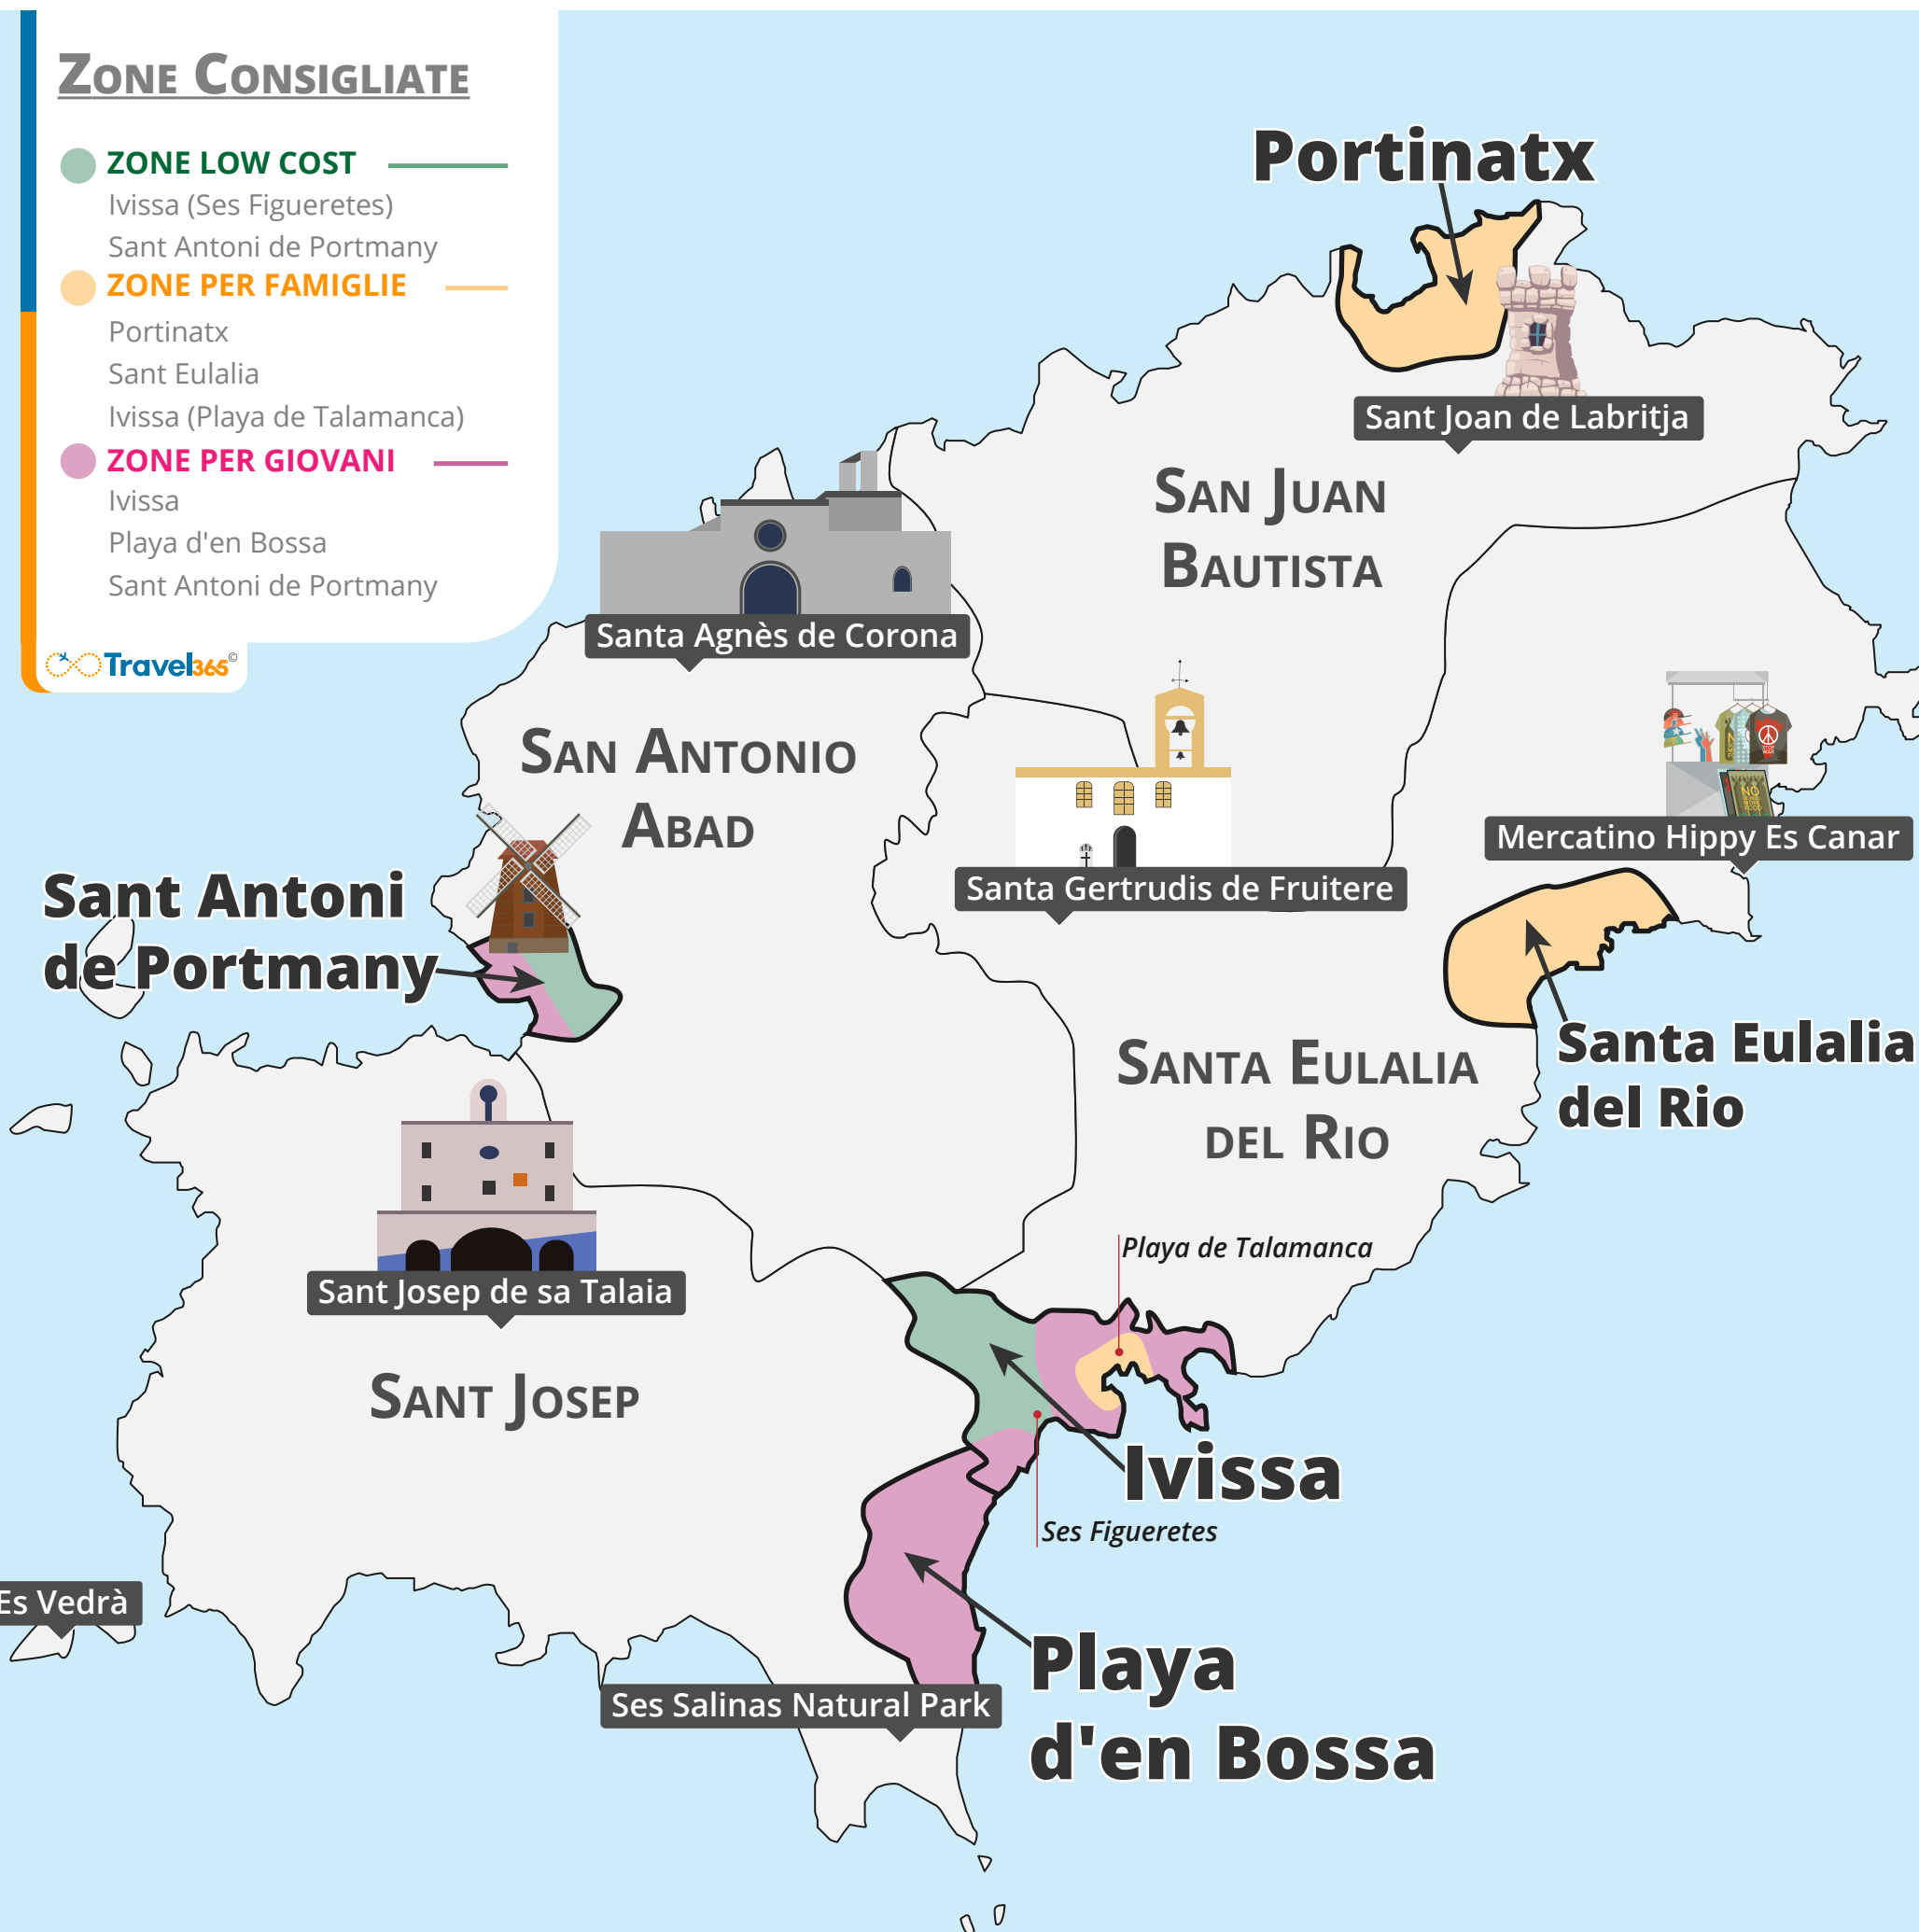 Zone Consigliate
ZONE LOW COST
Ivissa (Ses Figueretes)
Sant Antoni de Portmany
ZONE PER FAMIGLIE
Portinatx
Sant Eulalia
Ivissa (Playa de Talamanca)
ZONE PER GIOVANI
Ivissa
Playa d'en Bossa
Sant Antoni de Portmany
Travel365©
Portinatx
Sant Joan de Labritja
San Juan
Bautista
Santa Agnès de Corona
San Antonio
Abad
Santa Gertrudis de Fruitere
NO
Mercatino Hippy Es Canar
Sant Antoni
de Portmany
Santa Eulalia
del Rio
Santa Eulalia
del Rio
Sant Josep de sa Talaia
Playa de Talamanca
Sant Josep
Ivissa
Ses Figueretes
Es Vedrà
Playa
d'en Bossa
Ses Salinas Natural Park